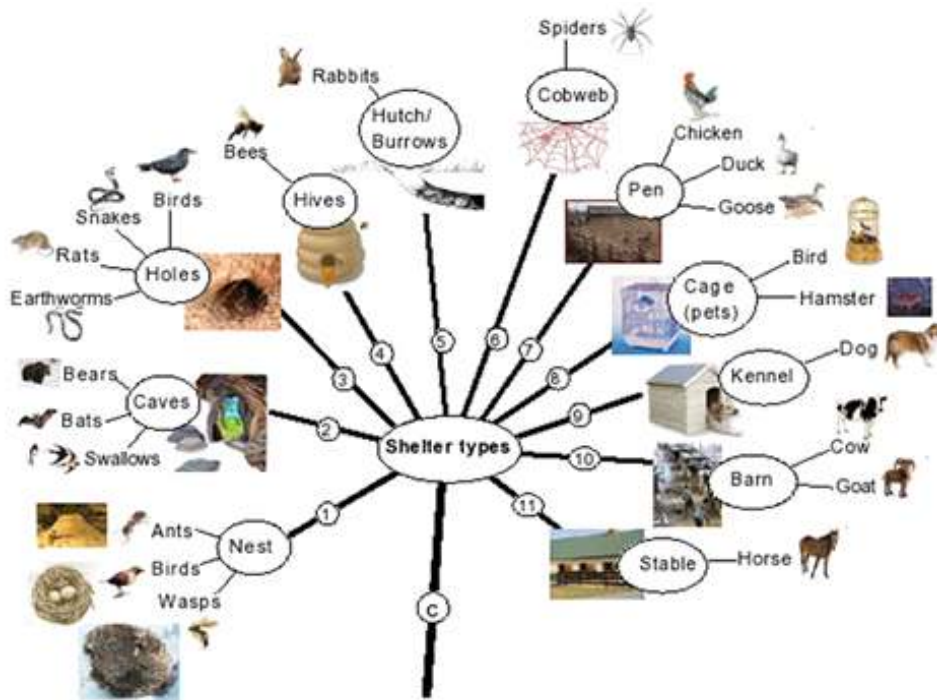 Spiders
Cobweb
Rabbits
Hutch/
Burrows
Bees
Hives
Chicken
Duck
Goose
Pen
Birds
Snakes
Rats
Earthworms
Holes
Bird
Hamster
Cage
(pets)
Dog
Kennel
Bears
Bats
Swallows
Caves
Cow
Goat
Barn
Ants
Birds
Wasps
Nest
Horse
Stable
Shelter types
1
2
3
4
5
6
7
8
9
10
11
C